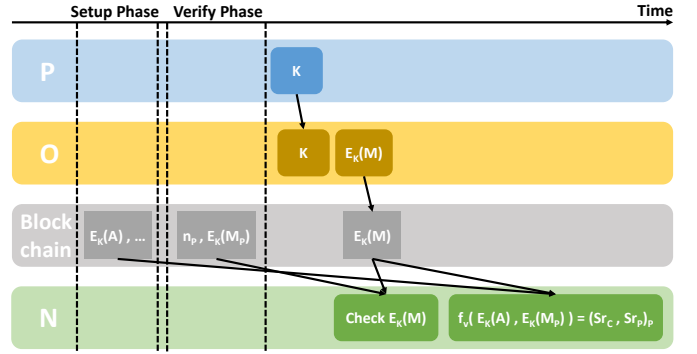 Setup Phase Verify Phase Time
P K
O K E_K(M)
Block
chain E_K(A) , ... n_P , E_K(M_P) E_K(M)
N Check E_K(M) f_v( E_K(A) , E_K(M_P) ) = (Sr_C , Sr_P)_P